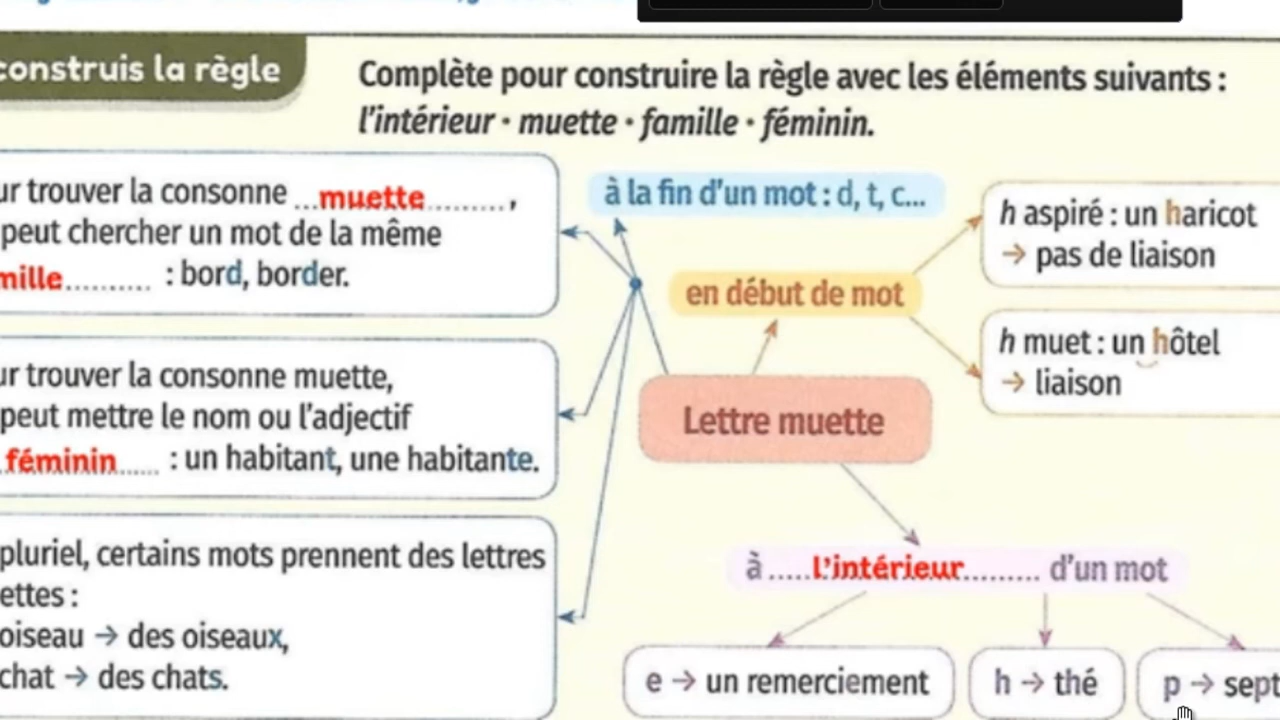 construis la règle
Complète pour construire la règle avec les éléments suivants :
l'intérieur · muette · famille · féminin.
trouver la consonne ...muette..........,
peut chercher un mot de la même
.......... : bord, border.
trouver la consonne muette,
peut mettre le nom ou l'adjectif
féminin...... : un habitant, une habitante.
pluriel, certains mots prennent des lettres
oiseau → des oiseaux,
chat → des chats.
à la fin d'un mot : d, t, c...
en début de mot
h aspiré : un haricot
→ pas de liaison
h muet : un hôtel
→ liaison
Lettre muette
à .....l'intérieur......... d'un mot
e → un remerciement
h → thé
p → sept